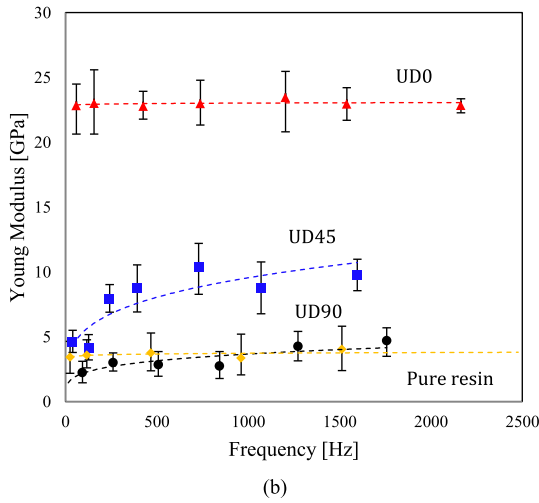 (b)
30
25
20
15
10
5
0
Young Modulus [GPa]
UD0
UD45
UD90
Pure resin
0 500 1000 1500 2000 2500
Frequency [Hz]
(b)